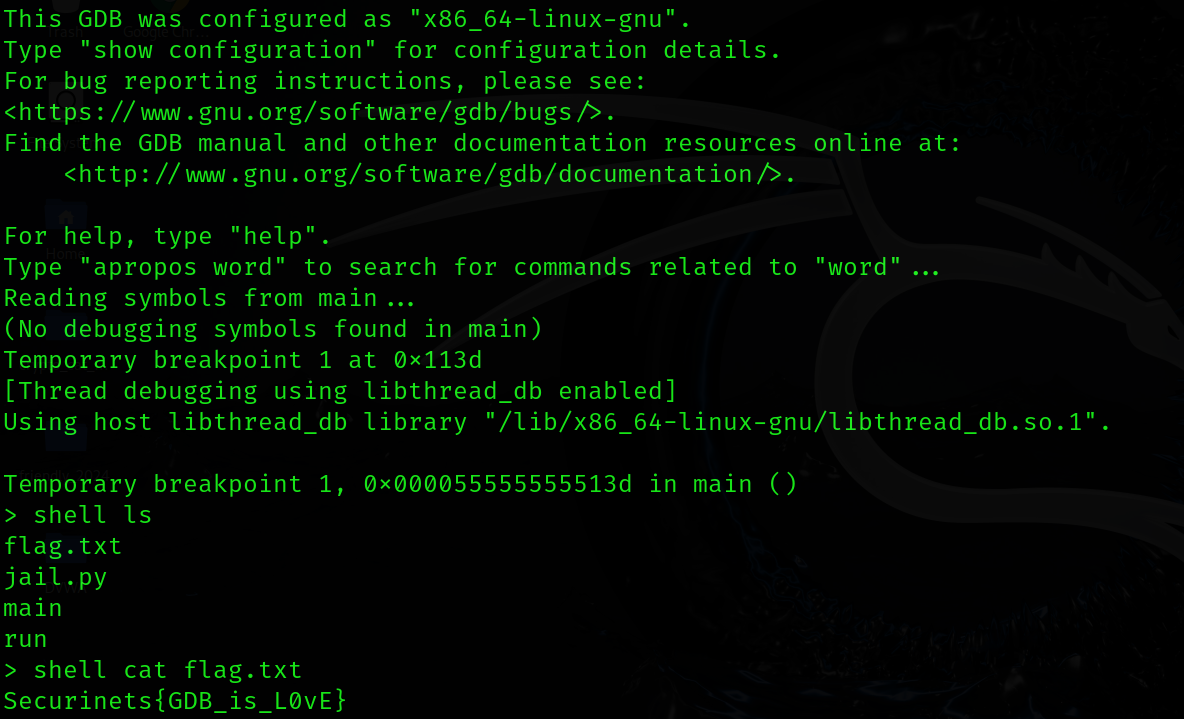 This GDB was configured as "x86_64-linux-gnu".
Type "show configuration" for configuration details.
For bug reporting instructions, please see:
<https://www.gnu.org/software/gdb/bugs/>.
Find the GDB manual and other documentation resources online at:
    <http://www.gnu.org/software/gdb/documentation/>.

For help, type "help".
Type "apropos word" to search for commands related to "word"...
Reading symbols from main...
(No debugging symbols found in main)
Temporary breakpoint 1 at 0x113d
[Thread debugging using libthread_db enabled]
Using host libthread_db library "/lib/x86_64-linux-gnu/libthread_db.so.1".

Temporary breakpoint 1, 0x000055555555513d in main ()
> shell ls
flag.txt
jail.py
main
run
> shell cat flag.txt
Securinets{GDB_is_L0vE}